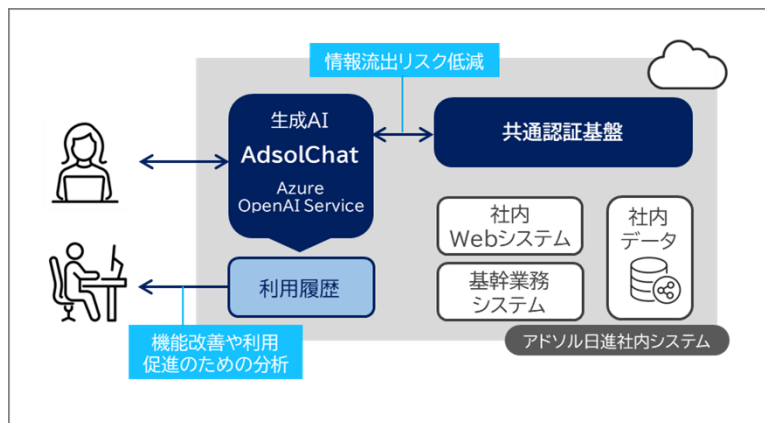 情報流出リスク低減
生成AI
AdsolChat
Azure
OpenAI Service
共通認証基盤
社内
Webシステム
社内
データ
基幹業務
システム
利用履歴
アドソル日進社内システム
機能改善や利用
促進のための分析